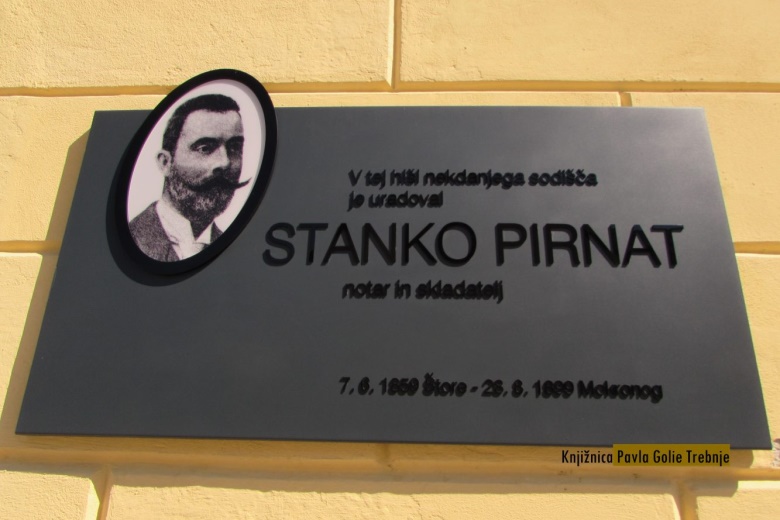 V tej hiši nekdanjega sodišča
je uradoval
STANKO PIRNAT
notar in skladatelj
7. 6. 1859 Štore - 26. 8. 1899 Mokronog
Knjižnica Pavla Golie Trebnje